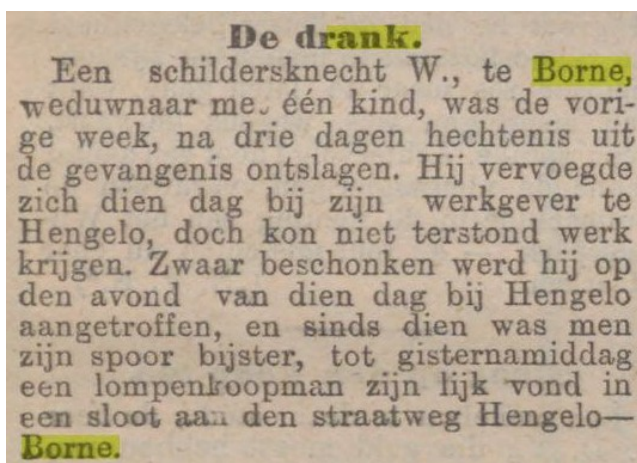 De drank.
Een schildersknecht W., te Borne,
weduwnaar met één kind, was de vori-
ge week, na drie dagen hechtenis uit
de gevangenis ontslagen. Hij vervoegde
zich dien dag bij zijn werkgever te
Hengelo, doch kon niet terstond werk
krijgen. Zwaar beschonken werd hij op
den avond van dien dag bij Hengelo
aangetroffen, en sinds dien was men
zijn spoor bijster, tot gisternamiddag
een lompenkoopman zijn lijk vond in
een sloot aan den straatweg Hengelo—
Borne.